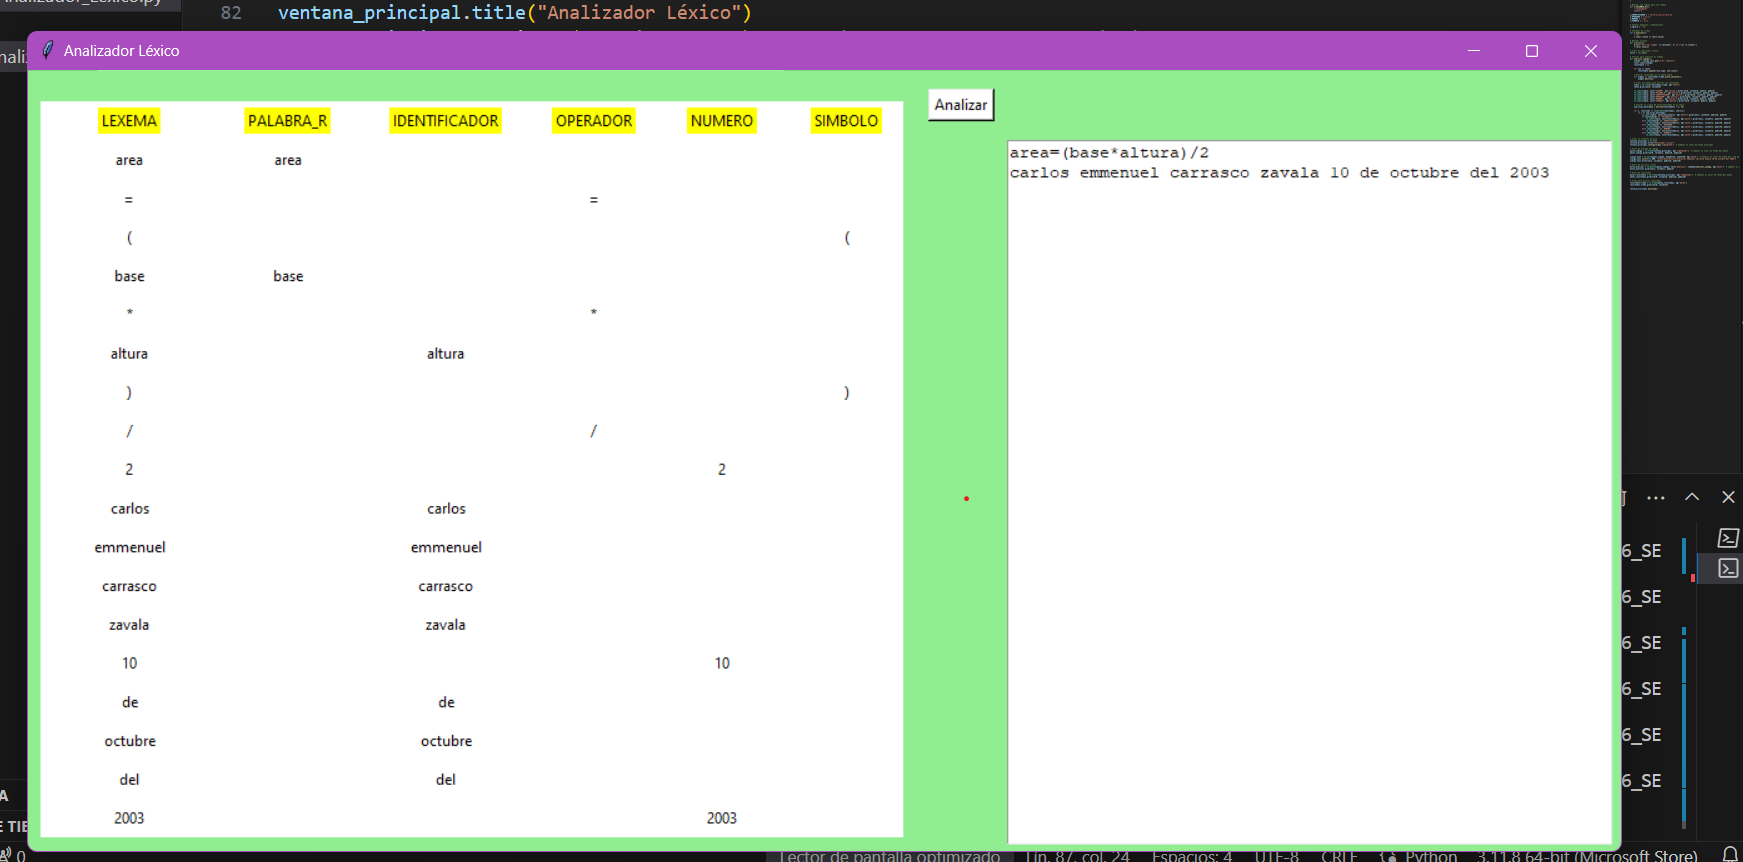 82 ventana_principal.title("Analizador Léxico")
Analizador Léxico
LEXEMA PALABRA_R IDENTIFICADOR OPERADOR NUMERO SIMBOLO
area area
= =
( (
base base
* *
altura altura
) )
/ /
2 2
carlos carlos
emmenuel emmenuel
carrasco carrasco
zavala zavala
10 10
de de
octubre octubre
del del
2003 2003
Analizar
area=(base*altura)/2
carlos emmenuel carrasco zavala 10 de octubre del 2003
6_SE
6_SE
6_SE
6_SE
6_SE
6_SE
0 Lector de pantalla optimizado Lín. 87, col. 24 Espacios: 4 UTF-8 CRLF Python 3.11.8 64-bit (Microsoft Store)